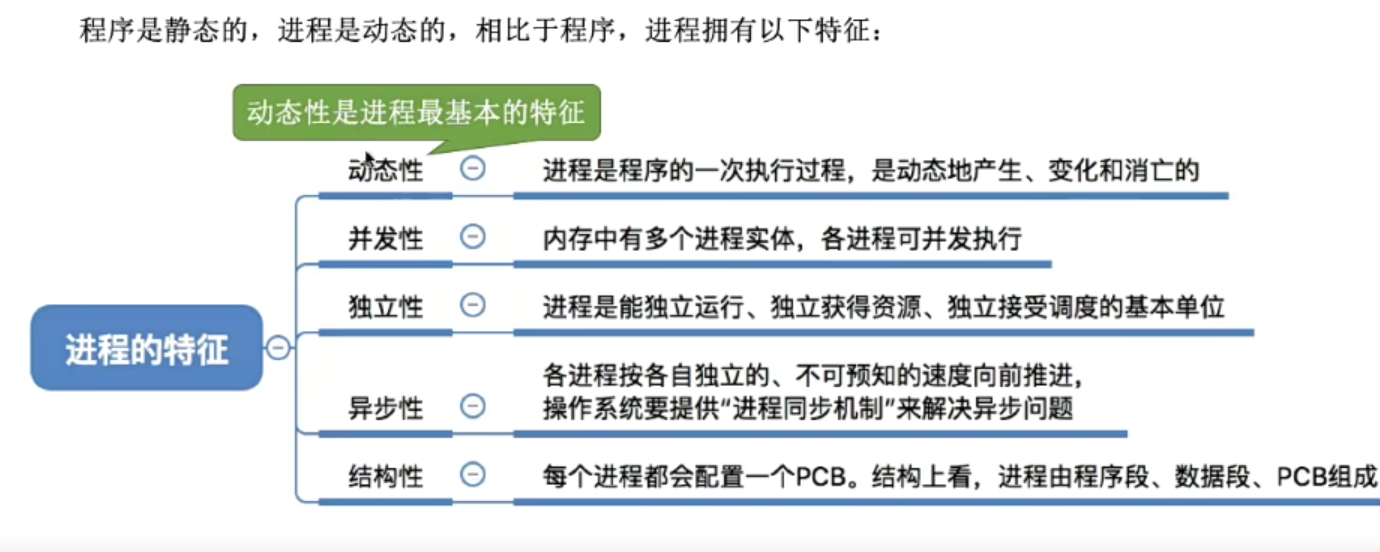 程序是静态的，进程是动态的，相比于程序，进程拥有以下特征：
动态性是进程最基本的特征
动态性 进程是程序的一次执行过程，是动态地产生、变化和消亡的
并发性 内存中有多个进程实体，各进程可并发执行
独立性 进程是能独立运行、独立获得资源、独立接受调度的基本单位
进程的特征
各进程按各自独立的、不可预知的速度向前推进，
异步性 操作系统要提供“进程同步机制”来解决异步问题
结构性 每个进程都会配置一个PCB。结构上看，进程由程序段、数据段、PCB组成